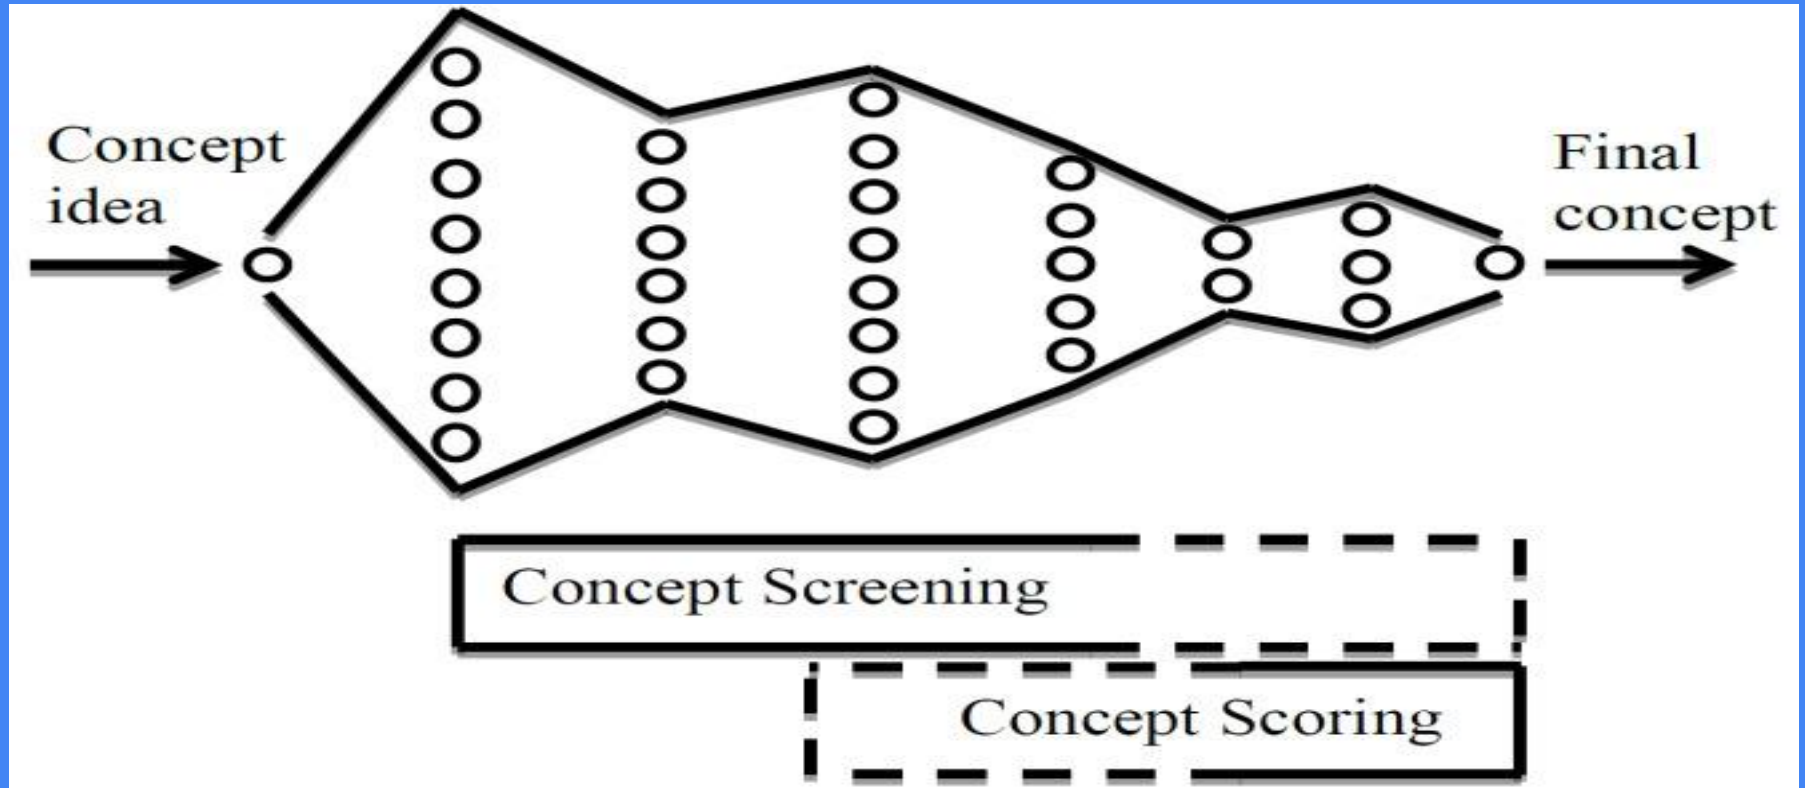 Concept
idea
Final
concept
Concept Screening
Concept Scoring